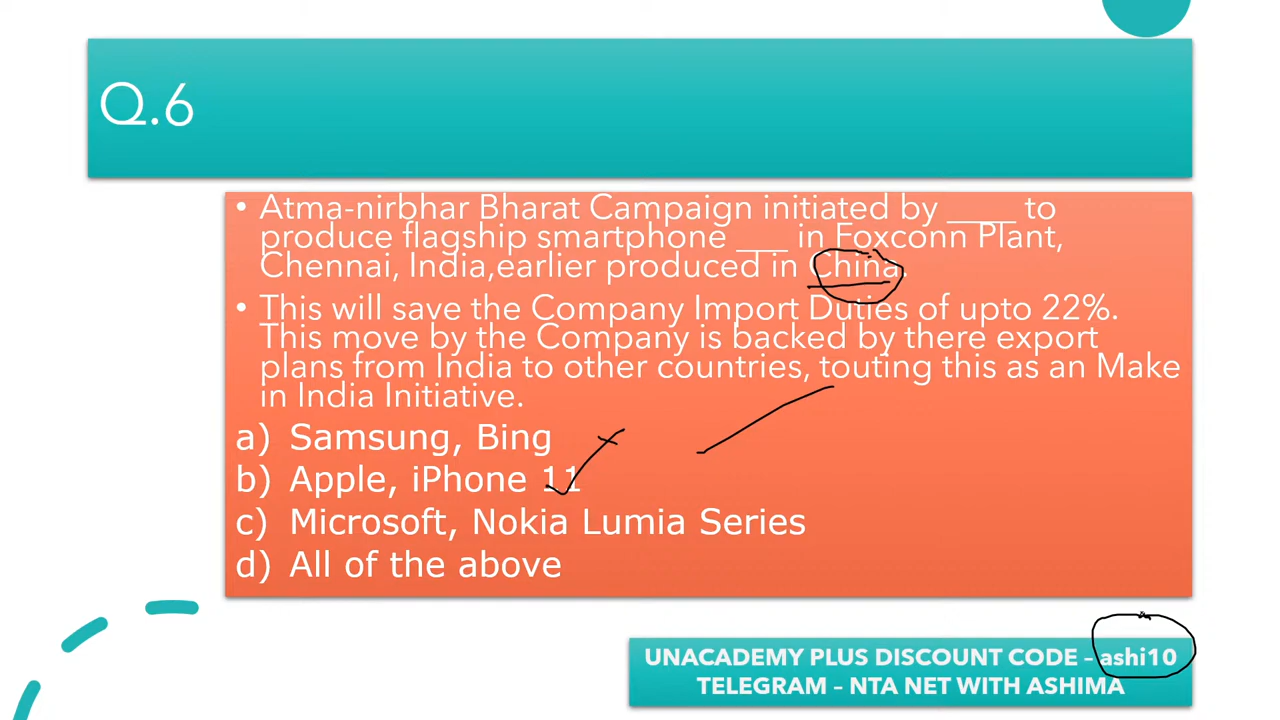 Q.6
• Atma-nirbhar Bharat Campaign initiated by ____ to
produce flagship smartphone ___ in Foxconn Plant,
Chennai, India,earlier produced in China.
• This will save the Company Import Duties of upto 22%.
This move by the Company is backed by there export
plans from India to other countries, touting this as an Make
in India Initiative.
a) Samsung, Bing
b) Apple, iPhone 11
c) Microsoft, Nokia Lumia Series
d) All of the above
UNACADEMY PLUS DISCOUNT CODE – ashi10
TELEGRAM – NTA NET WITH ASHIMA